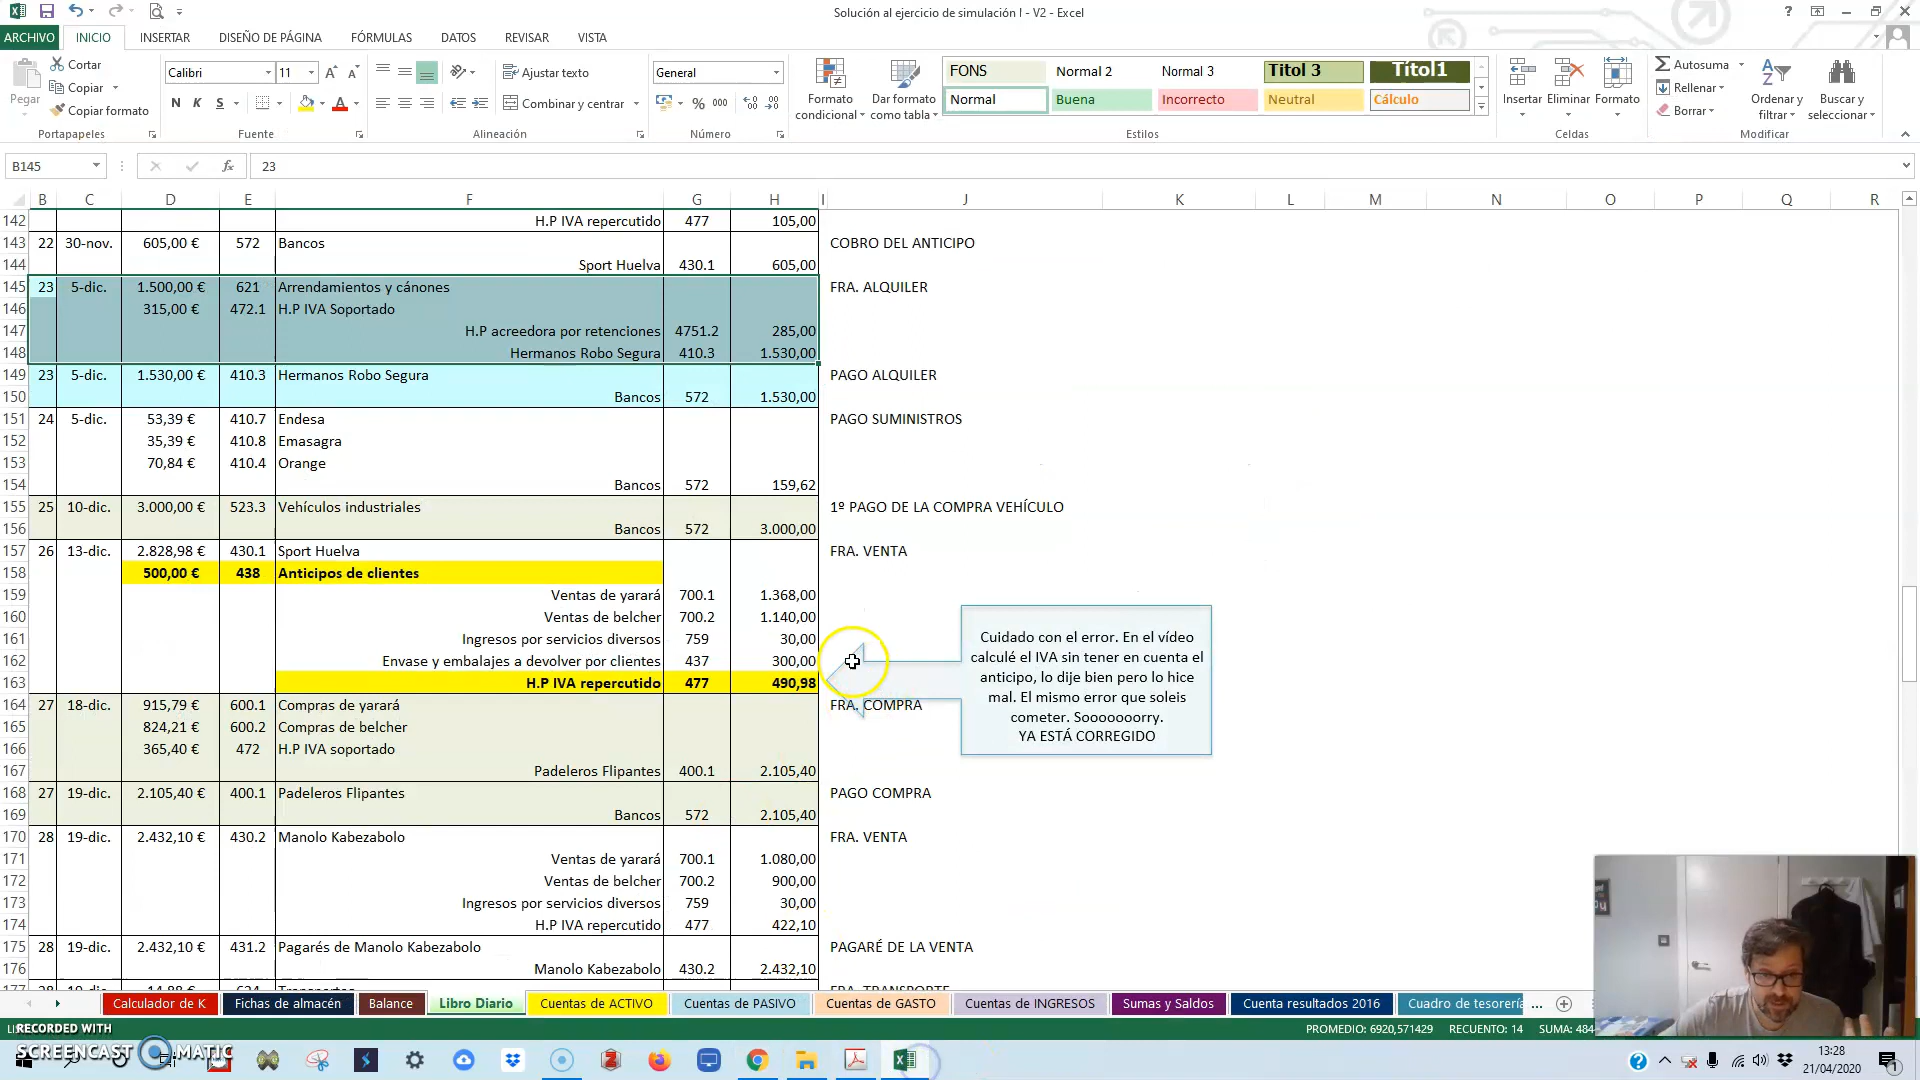 Solución al ejercicio de simulación I - V2 - Excel
ARCHIVO INICIO INSERTAR DISEÑO DE PÁGINA FÓRMULAS DATOS REVISAR VISTA
Cortar
Copiar
Copiar formato
Pegar
Portapapeles
Calibri 11
N K S
Fuente
Ajustar texto
Combinar y centrar
Alineación
General
% 000
Número
Formato condicional
Dar formato como tabla
FONS Normal 2 Normal 3 Titol 3 Títol1
Normal Buena Incorrecto Neutral Cálculo
Estilos
Insertar Eliminar Formato
Celdas
Autosuma
Rellenar
Borrar
Ordenar y filtrar
Buscar y seleccionar
Modificar
B145 fx 23
B C D E F G H I J K L M N O P Q R
142 H.P IVA repercutido 477 105,00
143 22 30-nov. 605,00 € 572 Bancos COBRO DEL ANTICIPO
144 Sport Huelva 430.1 605,00
145 23 5-dic. 1.500,00 € 621 Arrendamientos y cánones FRA. ALQUILER
146 315,00 € 472.1 H.P IVA Soportado
147 H.P acreedora por retenciones 4751.2 285,00
148 Hermanos Robo Segura 410.3 1.530,00
149 23 5-dic. 1.530,00 € 410.3 Hermanos Robo Segura PAGO ALQUILER
150 Bancos 572 1.530,00
151 24 5-dic. 53,39 € 410.7 Endesa PAGO SUMINISTROS
152 35,39 € 410.8 Emasagra
153 70,84 € 410.4 Orange
154 Bancos 572 159,62
155 25 10-dic. 3.000,00 € 523.3 Vehículos industriales 1º PAGO DE LA COMPRA VEHÍCULO
156 Bancos 572 3.000,00
157 26 13-dic. 2.828,98 € 430.1 Sport Huelva FRA. VENTA
158 500,00 € 438 Anticipos de clientes
159 Ventas de yarará 700.1 1.368,00
160 Ventas de belcher 700.2 1.140,00
161 Ingresos por servicios diversos 759 30,00
162 Envase y embalajes a devolver por clientes 437 300,00
163 H.P IVA repercutido 477 490,98
Cuidado con el error. En el vídeo
calculé el IVA sin tener en cuenta el
anticipo, lo dije bien pero lo hice
mal. El mismo error que soleis
cometer. Sooooooorry.
YA ESTÁ CORREGIDO
164 27 18-dic. 915,79 € 600.1 Compras de yarará FRA. COMPRA
165 824,21 € 600.2 Compras de belcher
166 365,40 € 472 H.P IVA soportado
167 Padeleros Flipantes 400.1 2.105,40
168 27 19-dic. 2.105,40 € 400.1 Padeleros Flipantes PAGO COMPRA
169 Bancos 572 2.105,40
170 28 19-dic. 2.432,10 € 430.2 Manolo Kabezabolo FRA. VENTA
171 Ventas de yarará 700.1 1.080,00
172 Ventas de belcher 700.2 900,00
173 Ingresos por servicios diversos 759 30,00
174 H.P IVA repercutido 477 422,10
175 28 19-dic. 2.432,10 € 431.2 Pagarés de Manolo Kabezabolo PAGARÉ DE LA VENTA
176 Manolo Kabezabolo 430.2 2.432,10
Calculador de K Fichas de almacén Balance Libro Diario Cuentas de ACTIVO Cuentas de PASIVO Cuentas de GASTO Cuentas de INGRESOS Sumas y Saldos Cuenta resultados 2016 Cuadro de tesorería ...
PROMEDIO: 6920,571429 RECUENTO: 14 SUMA: 484
RECORDED WITH
SCREENCAST MATIC
13:28
21/04/2020